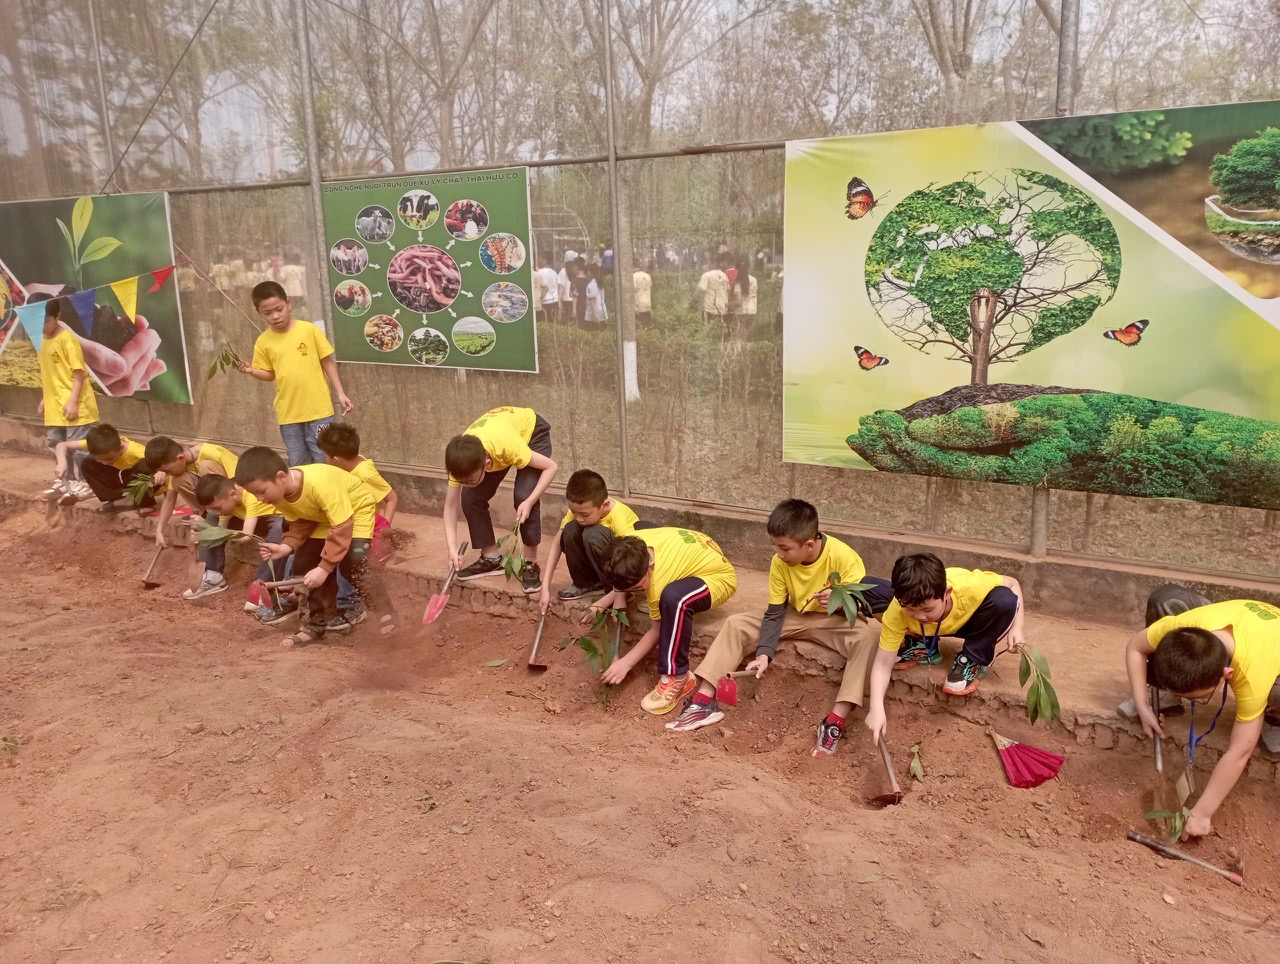 CÔNG NGHỆ NUÔI TRÙN QUẾ XỬ LÝ CHẤT THẢI HỮU CƠ